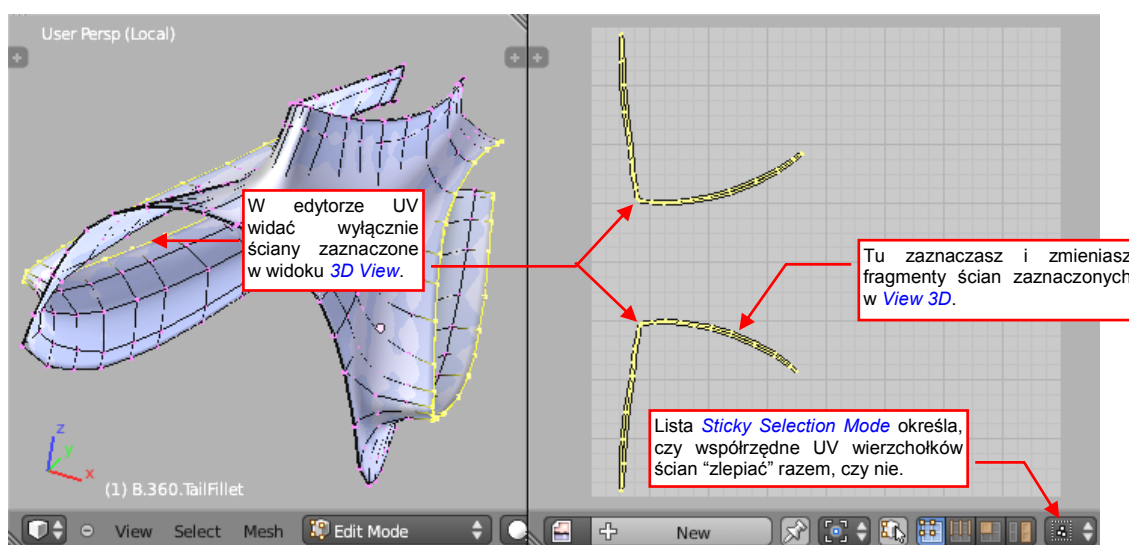 User Persp (Local)
W edytorze UV
widać wyłącznie
ściany zaznaczone
w widoku 3D View.
Tu zaznaczasz i zmieniasz
fragmenty ścian zaznaczonych
w View 3D.
Lista Sticky Selection Mode określa,
czy współrzędne UV wierzchołków
ścian “zlepiać” razem, czy nie.
z
y
x
(1) B.360.TailFillet
View Select Mesh Edit Mode
New